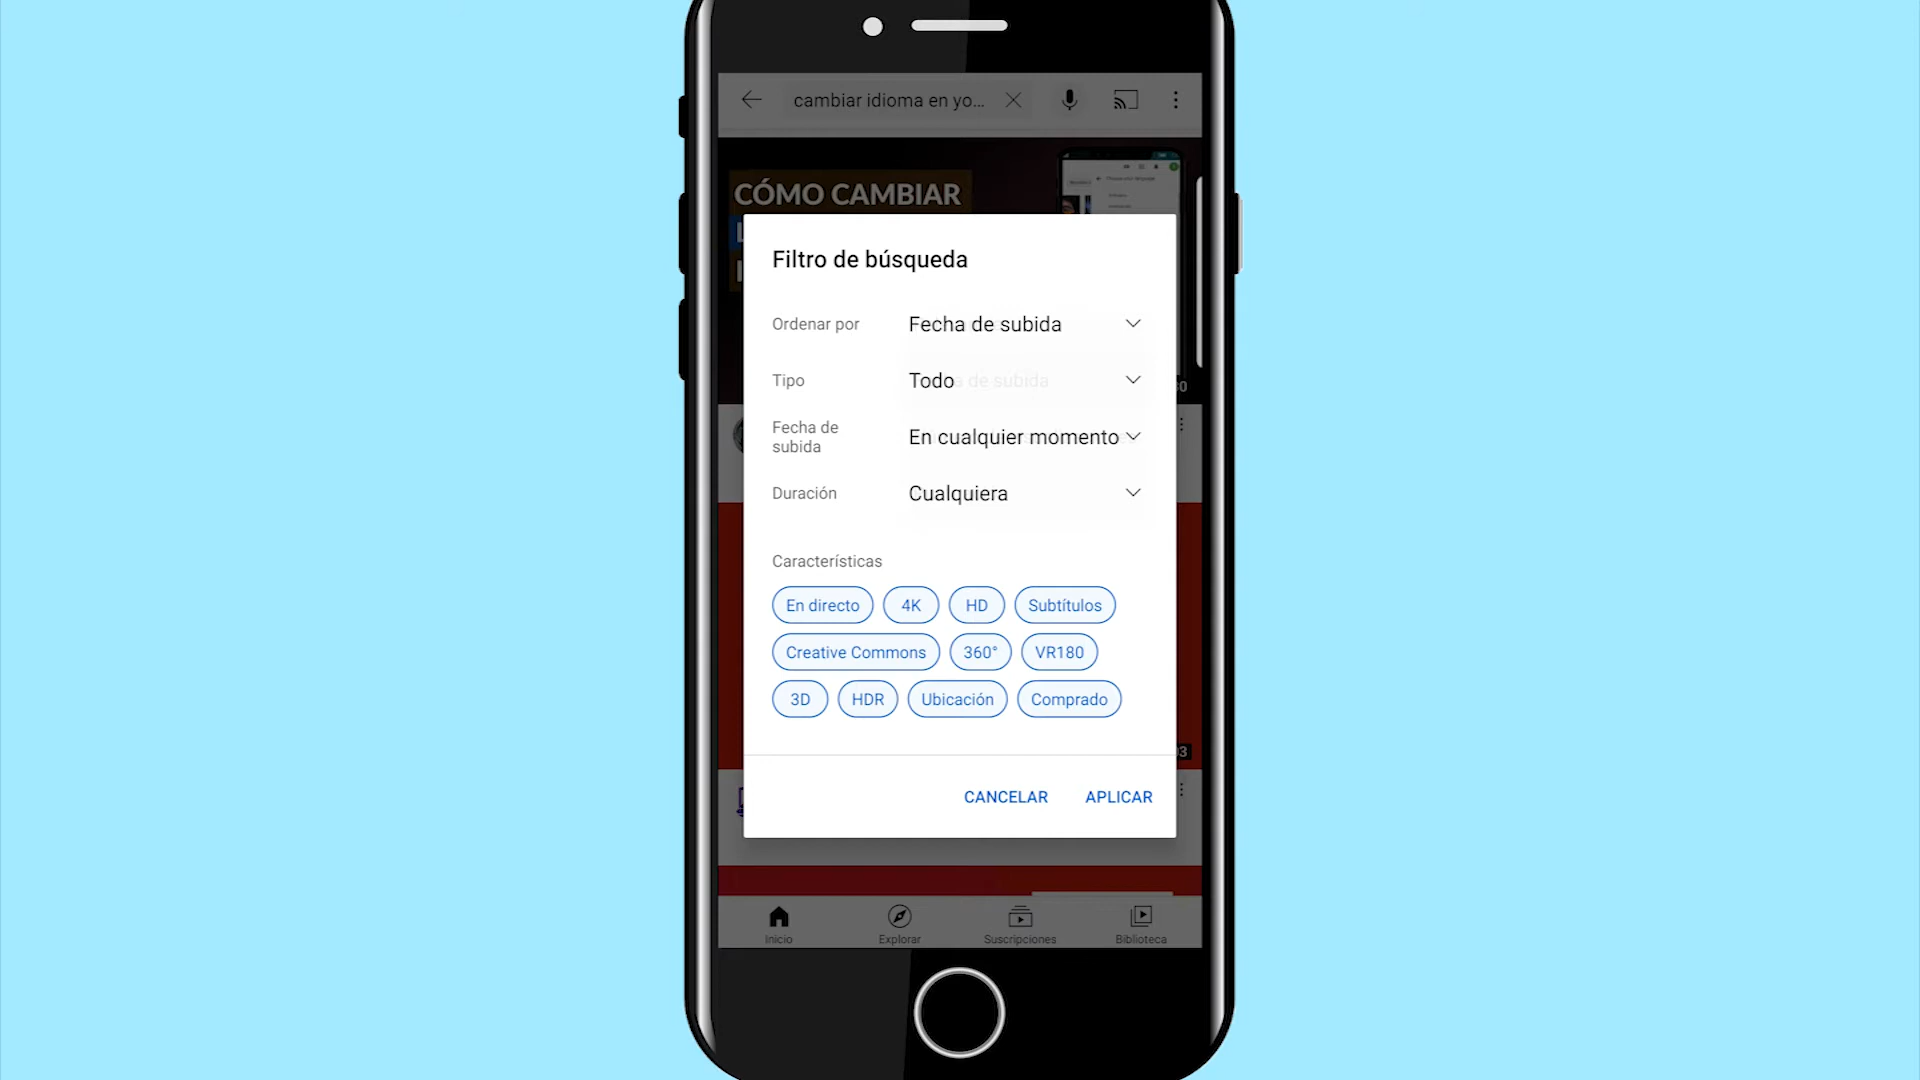 cambiar idioma en yo...
CÓMO CAMBIAR
Filtro de búsqueda
Ordenar por
Fecha de subida
Tipo
Todo
Fecha de
subida
En cualquier momento
Duración
Cualquiera
Características
En directo
4K
HD
Subtítulos
Creative Commons
360°
VR180
3D
HDR
Ubicación
Comprado
CANCELAR
APLICAR
Inicio
Explorar
Suscripciones
Biblioteca